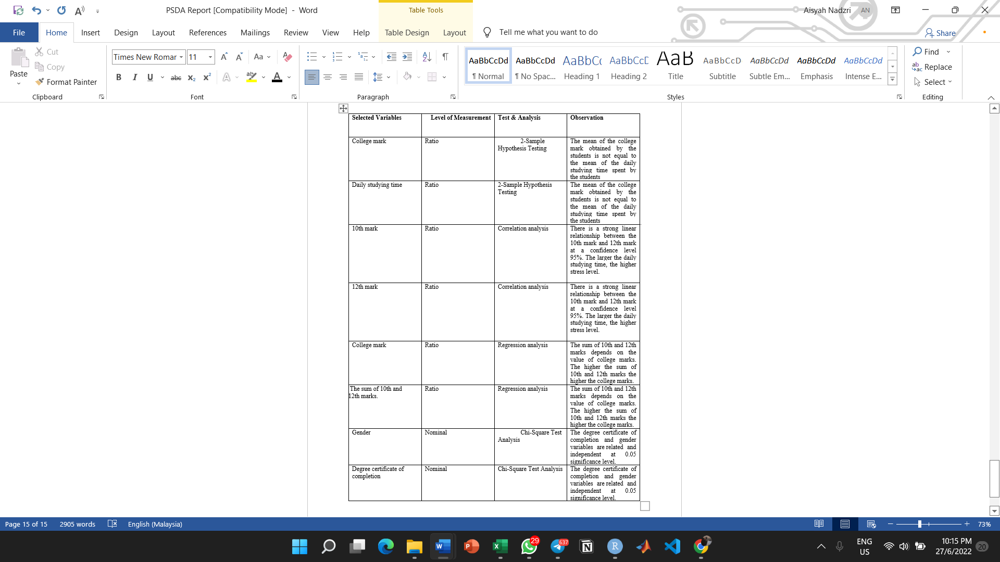 PSDA Report [Compatibility Mode] - Word
Table Tools
Aisyah Nadzri
AN
File
Home
Insert
Design
Layout
References
Mailings
Review
View
Help
Table Design
Layout
Tell me what you want to do
Share
Paste
Cut
Copy
Format Painter
Clipboard
Times New Romar
11
Font
Paragraph
AaBbCcDd
¶ Normal
AaBbCcDd
¶ No Spac...
AaBbCc
Heading 1
AaBbCcE
Heading 2
AaB
Title
AaBbCcD
Subtitle
AaBbCcDd
Subtle Em...
AaBbCcDd
Emphasis
AaBbCcDd
Intense E...
Styles
Find
Replace
Select
Editing
Selected Variables
Level of Measurement
Test & Analysis
Observation
College mark
Ratio
2-Sample
Hypothesis Testing
The mean of the college
mark obtained by the
students is not equal to
the mean of the daily
studying time spent by
the students
Daily studying time
Ratio
2-Sample Hypothesis
Testing
The mean of the college
mark obtained by the
students is not equal to
the mean of the daily
studying time spent by
the students
10th mark
Ratio
Correlation analysis
There is a strong linear
relationship between the
10th mark and 12th mark
at a confidence level
95%. The larger the daily
studying time, the higher
stress level.
12th mark
Ratio
Correlation analysis
There is a strong linear
relationship between the
10th mark and 12th mark
at a confidence level
95%. The larger the daily
studying time, the higher
stress level.
College mark
Ratio
Regression analysis
The sum of 10th and 12th
marks depends on the
value of college marks.
The higher the sum of
10th and 12th marks the
higher the college marks.
The sum of 10th and
12th marks.
Ratio
Regression analysis
The sum of 10th and 12th
marks depends on the
value of college marks.
The higher the sum of
10th and 12th marks the
higher the college marks.
Gender
Nominal
Chi-Square Test
Analysis
The degree certificate of
completion and gender
variables are related and
independent at 0.05
significance level.
Degree certificate of
completion
Nominal
Chi-Square Test Analysis
The degree certificate of
completion and gender
variables are related and
independent at 0.05
significance level.
Page 15 of 15
2905 words
English (Malaysia)
73%
29
637
ENG
US
10:15 PM
27/6/2022
20